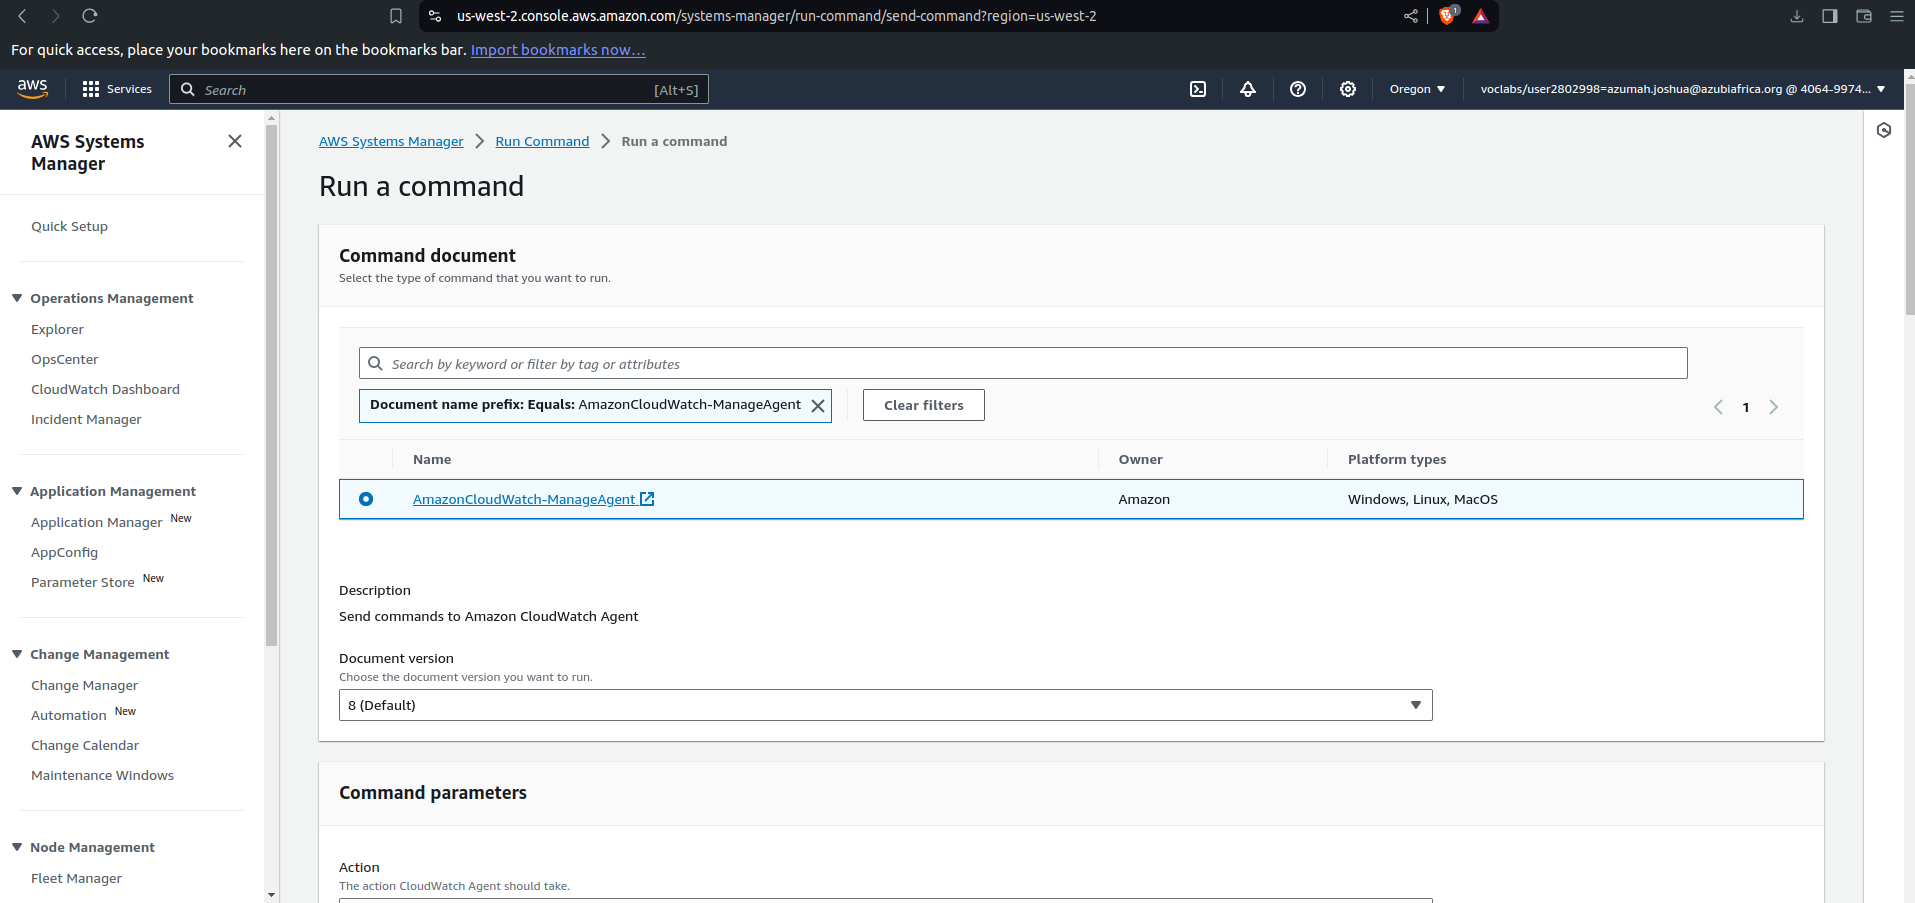 us-west-2.console.aws.amazon.com/systems-manager/run-command/send-command?region=us-west-2
1
For quick access, place your bookmarks here on the bookmarks bar. Import bookmarks now…
aws
Services
Search
[Alt+S]
Oregon
voclabs/user2802998=azumah.joshua@azubiafrica.org @ 4064-9974...
AWS Systems
Manager
Quick Setup
Operations Management
Explorer
OpsCenter
CloudWatch Dashboard
Incident Manager
Application Management
Application Manager New
AppConfig
Parameter Store New
Change Management
Change Manager
Automation New
Change Calendar
Maintenance Windows
Node Management
Fleet Manager
AWS Systems Manager
Run Command
Run a command
Run a command
Command document
Select the type of command that you want to run.
Search by keyword or filter by tag or attributes
Document name prefix: Equals: AmazonCloudWatch-ManageAgent
Clear filters
1
Name
Owner
Platform types
AmazonCloudWatch-ManageAgent
Amazon
Windows, Linux, MacOS
Description
Send commands to Amazon CloudWatch Agent
Document version
Choose the document version you want to run.
8 (Default)
Command parameters
Action
The action CloudWatch Agent should take.